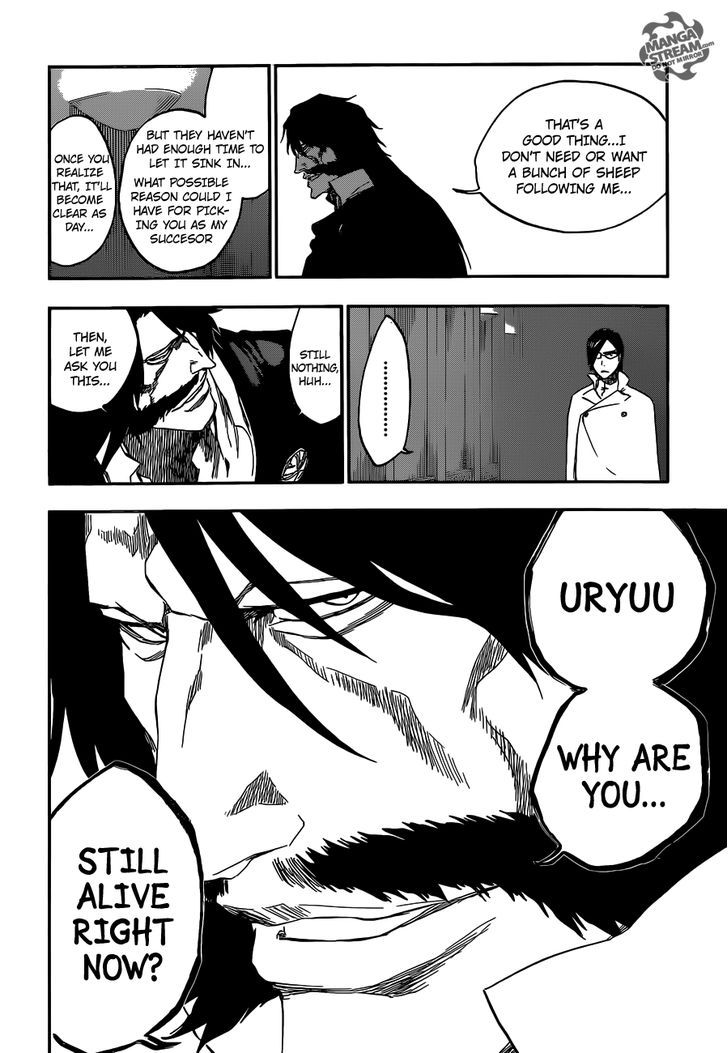 MANGA
STREAM.com
DO NOT MIRROR
THAT'S A
GOOD THING...I
DON'T NEED OR WANT
A BUNCH OF SHEEP
FOLLOWING ME...
BUT THEY HAVEN'T
HAD ENOUGH TIME TO
LET IT SINK IN...
WHAT POSSIBLE
REASON COULD I
HAVE FOR PICK-
ING YOU AS MY
SUCCESOR
ONCE YOU
REALIZE
THAT, IT'LL
BECOME
CLEAR AS
DAY...
..........
STILL
NOTHING,
HUH...
THEN,
LET ME
ASK YOU
THIS...
URYUU
WHY ARE
YOU...
STILL
ALIVE
RIGHT
NOW?